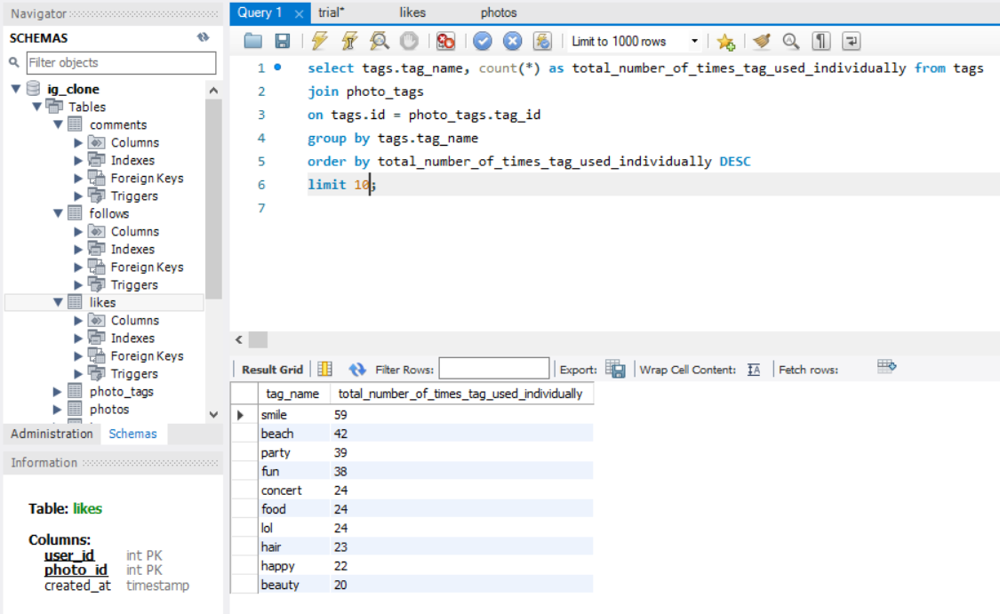 Navigator
SCHEMAS
Filter objects
ig_clone
Tables
comments
Columns
Indexes
Foreign Keys
Triggers
follows
Columns
Indexes
Foreign Keys
Triggers
likes
Columns
Indexes
Foreign Keys
Triggers
photo_tags
photos
Administration Schemas
Information
Table: likes
Columns:
user_id int PK
photo_id int PK
created_at timestamp
Query 1 trial* likes photos
Limit to 1000 rows
1 select tags.tag_name, count(*) as total_number_of_times_tag_used_individually from tags
2 join photo_tags
3 on tags.id = photo_tags.tag_id
4 group by tags.tag_name
5 order by total_number_of_times_tag_used_individually DESC
6 limit 10;
7
Result Grid Filter Rows: Export: Wrap Cell Content: Fetch rows:
tag_name total_number_of_times_tag_used_individually
smile 59
beach 42
party 39
fun 38
concert 24
food 24
lol 24
hair 23
happy 22
beauty 20